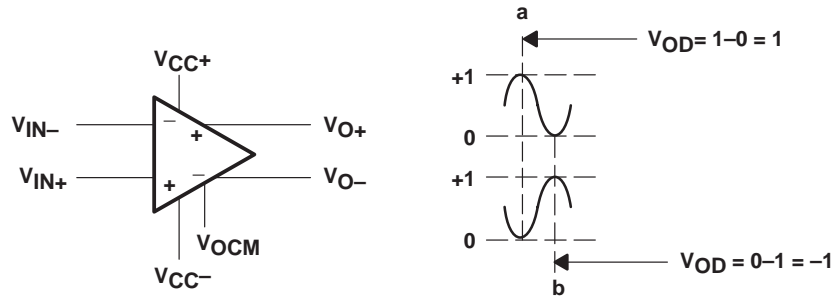 VCC+
VIN–
VO+
VIN+
VO–
VOCM
VCC–
–
+
+
–
a
VOD= 1–0 = 1
+1
0
+1
0
VOD = 0–1 = –1
b